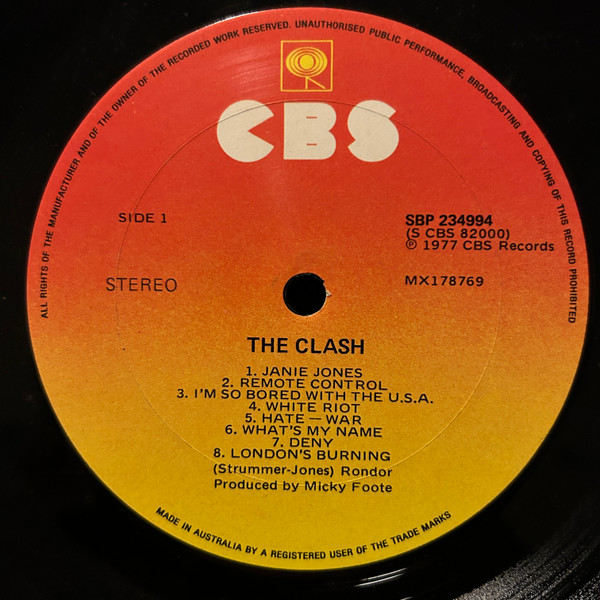 ALL RIGHTS OF THE MANUFACTURER AND OF THE OWNER OF THE RECORDED WORK RESERVED. UNAUTHORISED PUBLIC PERFORMANCE, BROADCASTING AND COPYING OF THIS RECORD PROHIBITED
CBS
SIDE 1
SBP 234994
(S CBS 82000)
℗ 1977 CBS Records
STEREO
MX178769
THE CLASH
1. JANIE JONES
2. REMOTE CONTROL
3. I'M SO BORED WITH THE U.S.A.
4. WHITE RIOT
5. HATE — WAR
6. WHAT'S MY NAME
7. DENY
8. LONDON'S BURNING
(Strummer-Jones) Rondor
Produced by Micky Foote
MADE IN AUSTRALIA BY A REGISTERED USER OF THE TRADE MARKS